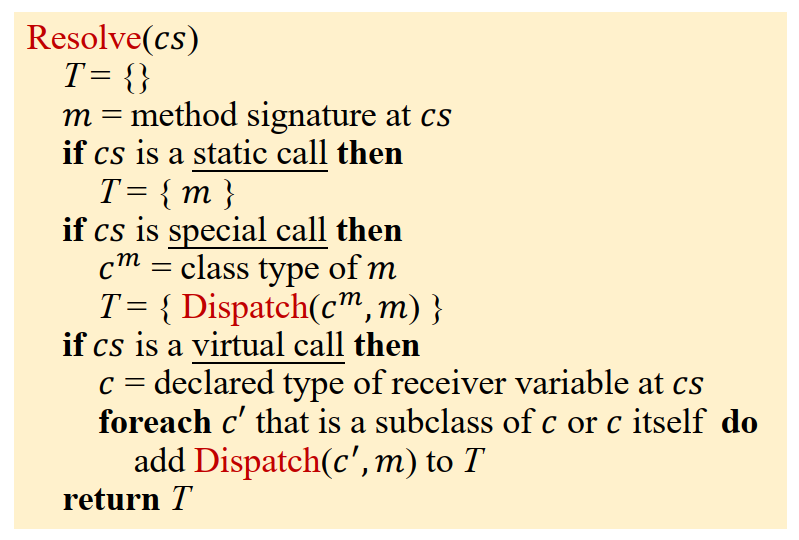 Resolve(cs)
T = {}
m = method signature at cs
if cs is a static call then
T = { m }
if cs is special call then
c^m = class type of m
T = { Dispatch(c^m, m) }
if cs is a virtual call then
c = declared type of receiver variable at cs
foreach c′ that is a subclass of c or c itself do
add Dispatch(c′, m) to T
return T